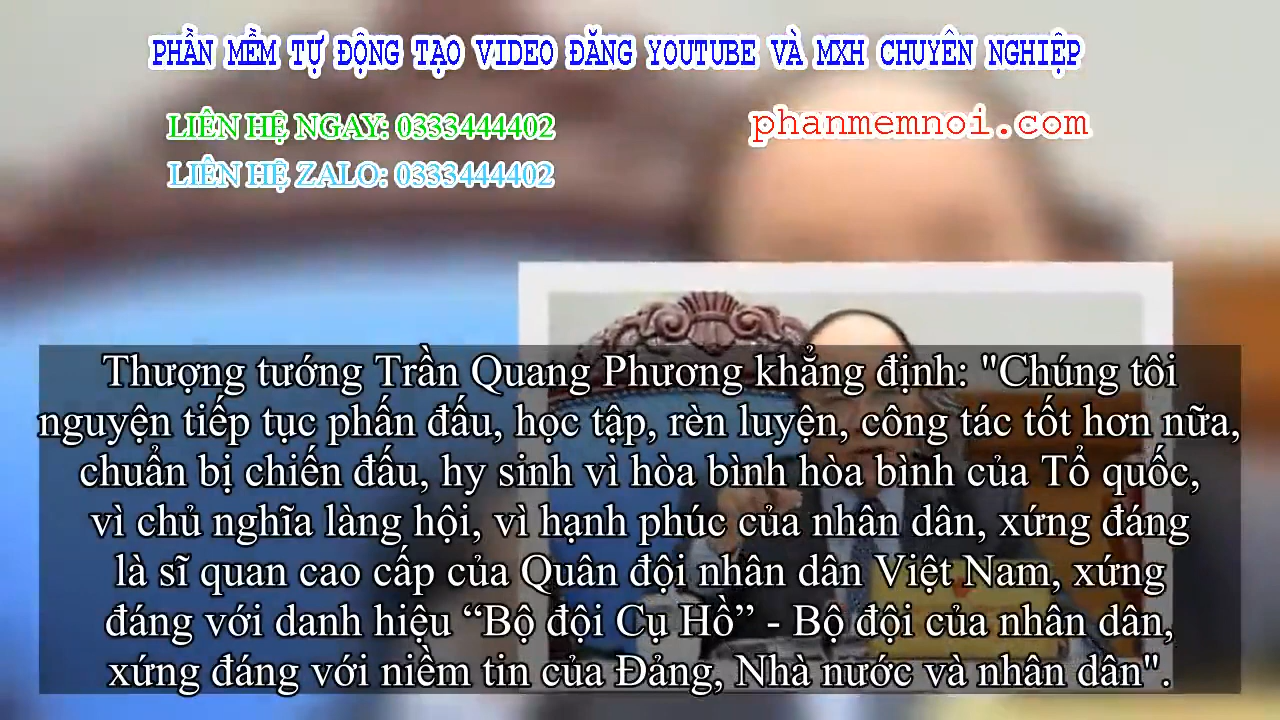 PHẦN MỀM TỰ ĐỘNG TẠO VIDEO ĐĂNG YOUTUBE VÀ MXH CHUYÊN NGHIỆP
LIÊN HỆ NGAY: 0333444402
phanmemnoi.com
LIÊN HỆ ZALO: 0333444402
Thượng tướng Trần Quang Phương khẳng định: "Chúng tôi
nguyện tiếp tục phấn đấu, học tập, rèn luyện, công tác tốt hơn nữa,
chuẩn bị chiến đấu, hy sinh vì hòa bình hòa bình của Tổ quốc,
vì chủ nghĩa làng hội, vì hạnh phúc của nhân dân, xứng đáng
là sĩ quan cao cấp của Quân đội nhân dân Việt Nam, xứng
đáng với danh hiệu “Bộ đội Cụ Hồ” - Bộ đội của nhân dân,
xứng đáng với niềm tin của Đảng, Nhà nước và nhân dân".